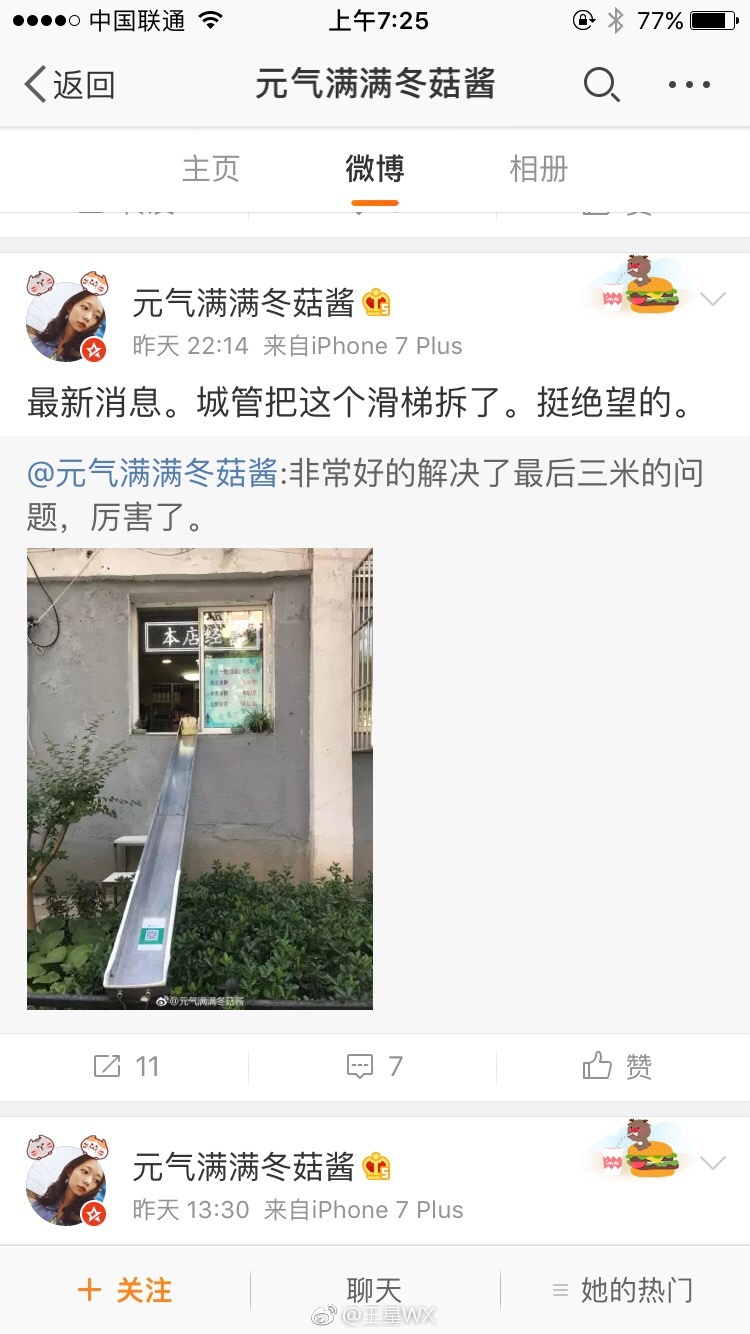 中国联通
上午7:25
77%
返回
元气满满冬菇酱
主页
微博
相册
元气满满冬菇酱
昨天 22:14 来自iPhone 7 Plus
最新消息。城管把这个滑梯拆了。挺绝望的。
@元气满满冬菇酱:非常好的解决了最后三米的问
题，厉害了。
本店经营
@元气满满冬菇酱
11
7
赞
元气满满冬菇酱
昨天 13:30 来自iPhone 7 Plus
+ 关注
聊天
她的热门
@王星WX